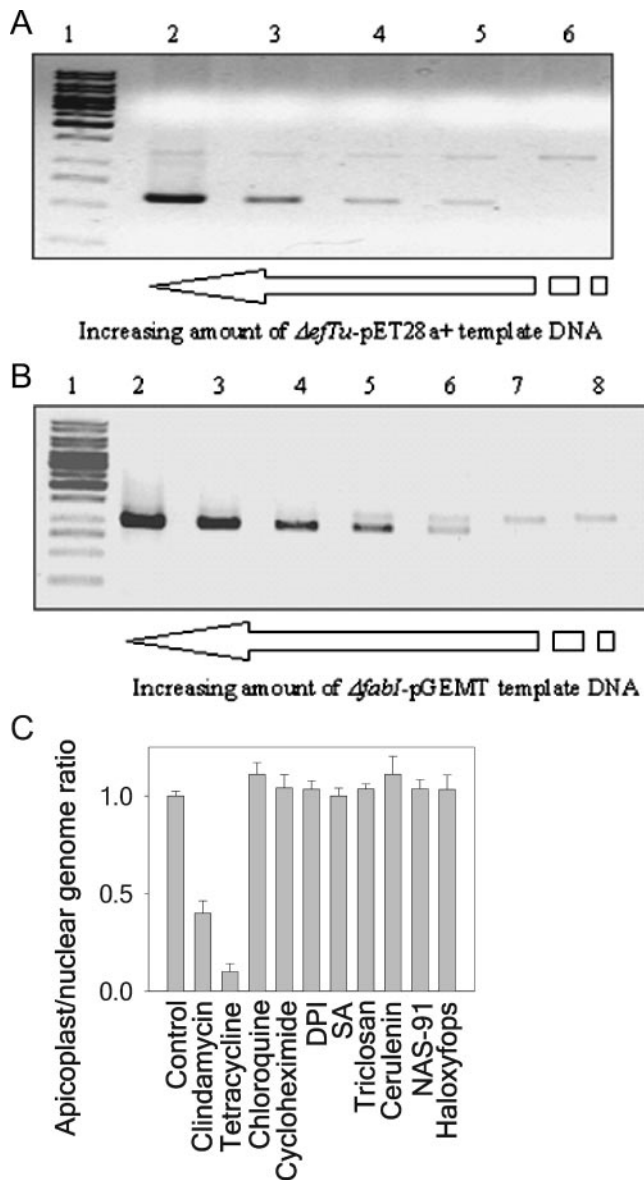 A
1 2 3 4 5 6
Increasing amount of ΔefTu-pET28a+ template DNA
B
1 2 3 4 5 6 7 8
Increasing amount of ΔfabI-pGEMT template DNA
C
Apicoplast/nuclear genome ratio
1.0
0.5
0.0
Control
Clindamycin
Tetracycline
Chloroquine
Cycloheximide
DPI
SA
Triclosan
Cerulenin
NAS-91
Haloxyfops